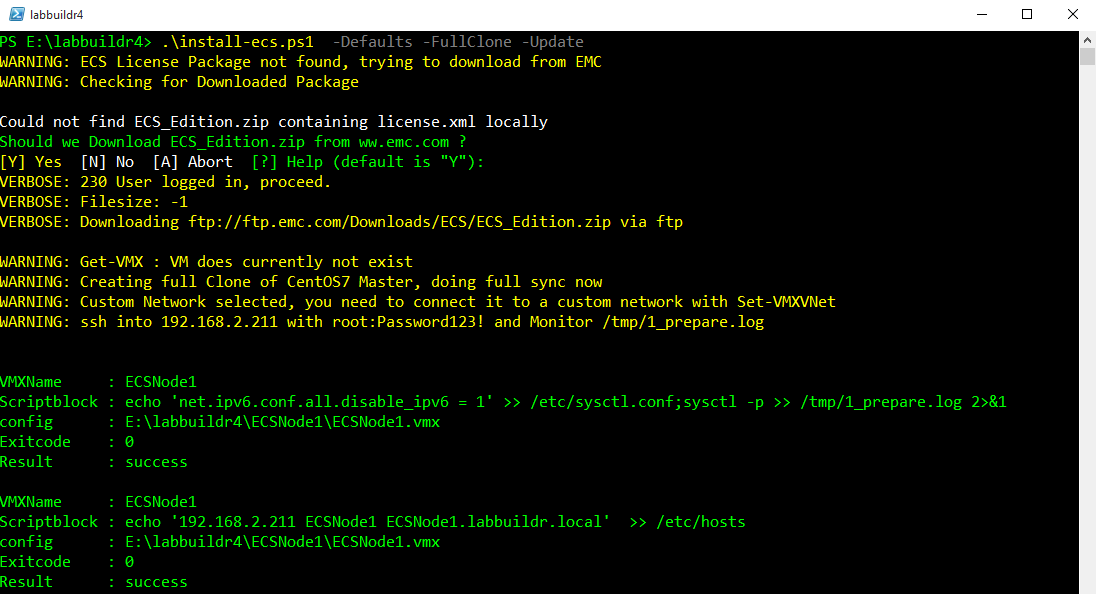 labbuildr4
PS E:\labbuildr4> .\install-ecs.ps1  -Defaults -FullClone -Update
WARNING: ECS License Package not found, trying to download from EMC
WARNING: Checking for Downloaded Package
Could not find ECS_Edition.zip containing license.xml locally
Should we Download ECS_Edition.zip from ww.emc.com ?
[Y] Yes  [N] No  [A] Abort  [?] Help (default is "Y"):
VERBOSE: 230 User logged in, proceed.
VERBOSE: Filesize: -1
VERBOSE: Downloading ftp://ftp.emc.com/Downloads/ECS/ECS_Edition.zip via ftp
WARNING: Get-VMX : VM does currently not exist
WARNING: Creating full Clone of CentOS7 Master, doing full sync now
WARNING: Custom Network selected, you need to connect it to a custom network with Set-VMXVNet
WARNING: ssh into 192.168.2.211 with root:Password123! and Monitor /tmp/1_prepare.log
VMXName     : ECSNode1
Scriptblock : echo 'net.ipv6.conf.all.disable_ipv6 = 1' >> /etc/sysctl.conf;sysctl -p >> /tmp/1_prepare.log 2>&1
config      : E:\labbuildr4\ECSNode1\ECSNode1.vmx
Exitcode    : 0
Result      : success
VMXName     : ECSNode1
Scriptblock : echo '192.168.2.211 ECSNode1 ECSNode1.labbuildr.local'  >> /etc/hosts
config      : E:\labbuildr4\ECSNode1\ECSNode1.vmx
Exitcode    : 0
Result      : success